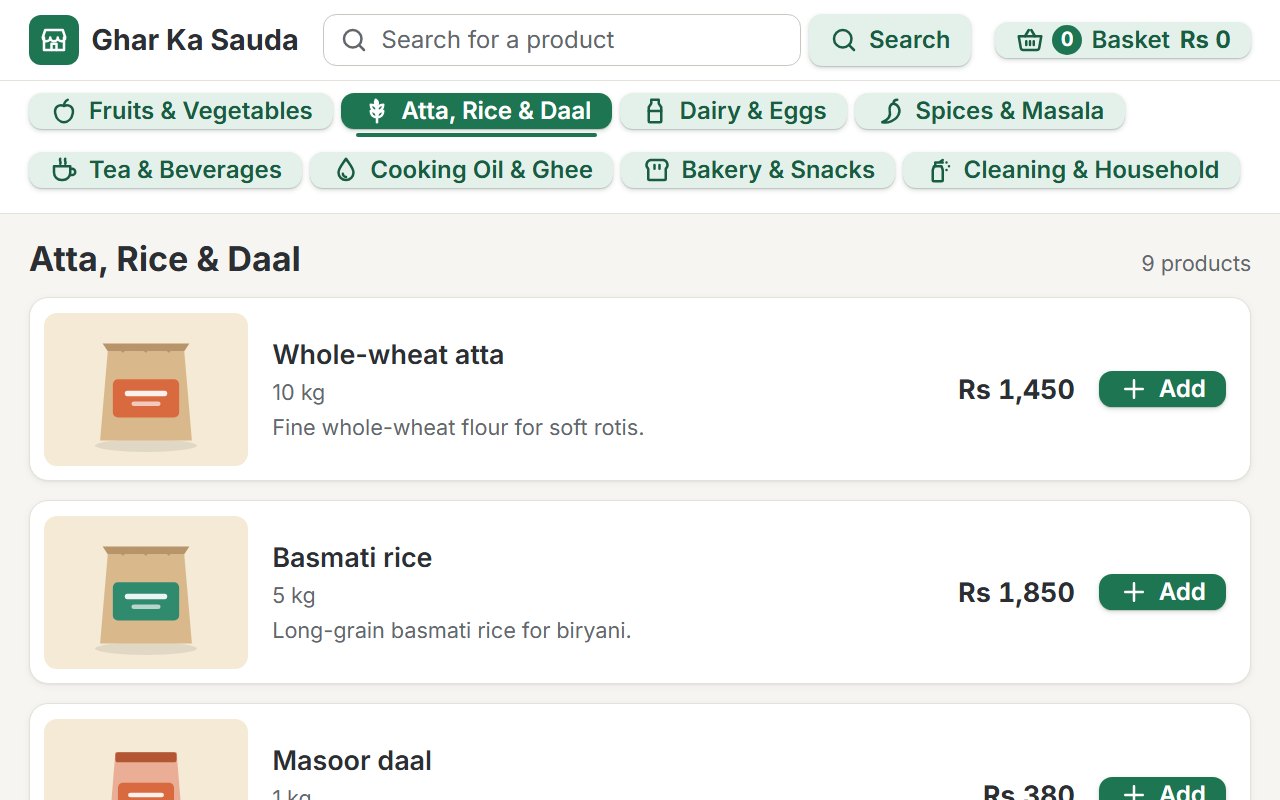 Ghar Ka Sauda
Search for a product
Search
0 Basket Rs 0
Fruits & Vegetables
Atta, Rice & Daal
Dairy & Eggs
Spices & Masala
Tea & Beverages
Cooking Oil & Ghee
Bakery & Snacks
Cleaning & Household
Atta, Rice & Daal
9 products
Whole-wheat atta
10 kg
Fine whole-wheat flour for soft rotis.
Rs 1,450
Add
Basmati rice
5 kg
Long-grain basmati rice for biryani.
Rs 1,850
Add
Masoor daal
1 kg
Rs 380
Add